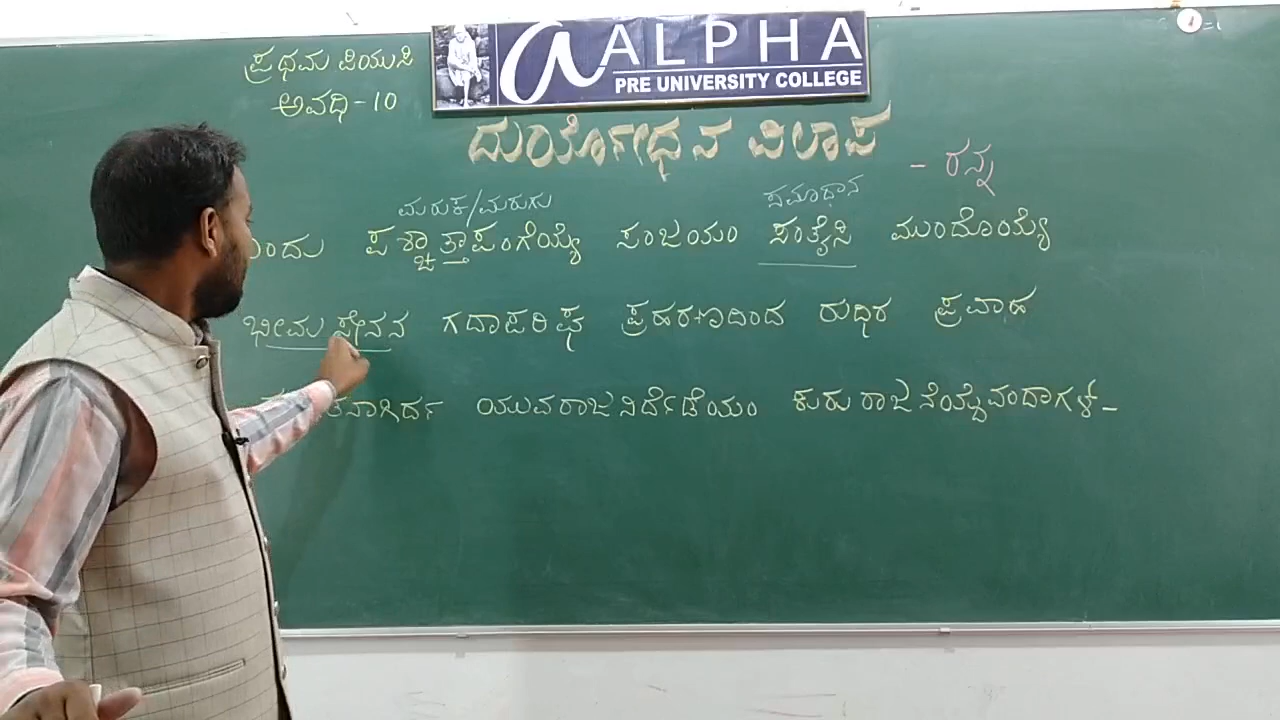 ಪ್ರಥಮ ಪಿಯುಸಿ
ಅವಧಿ-10
ALPHA
PRE UNIVERSITY COLLEGE
ದುರ್ಯೋಧನ ವಿಲಾಪ
- ರನ್ನ
ಮರುಕ/ಮರುಗು ಸಮಾಧಾನ
ಎಂದು ಪಶ್ಚಾತ್ತಾಪಂಗೆಯ್ಯೆ ಸಂಜಯಂ ಸಂತೈಸಿ ಮುಂದೊಯ್ಯೆ
ಭೀಮಸೇನನ ಗದಾಪರಿಘ ಪ್ರಹರಣದಿಂದ ರುಧಿರ ಪ್ರವಾಹ
ಯುವರಾಜನಿರ್ದೆಡೆಯಂ ಕುರುರಾಜನೆಯ್ದೆವಂದಾಗಳ್-